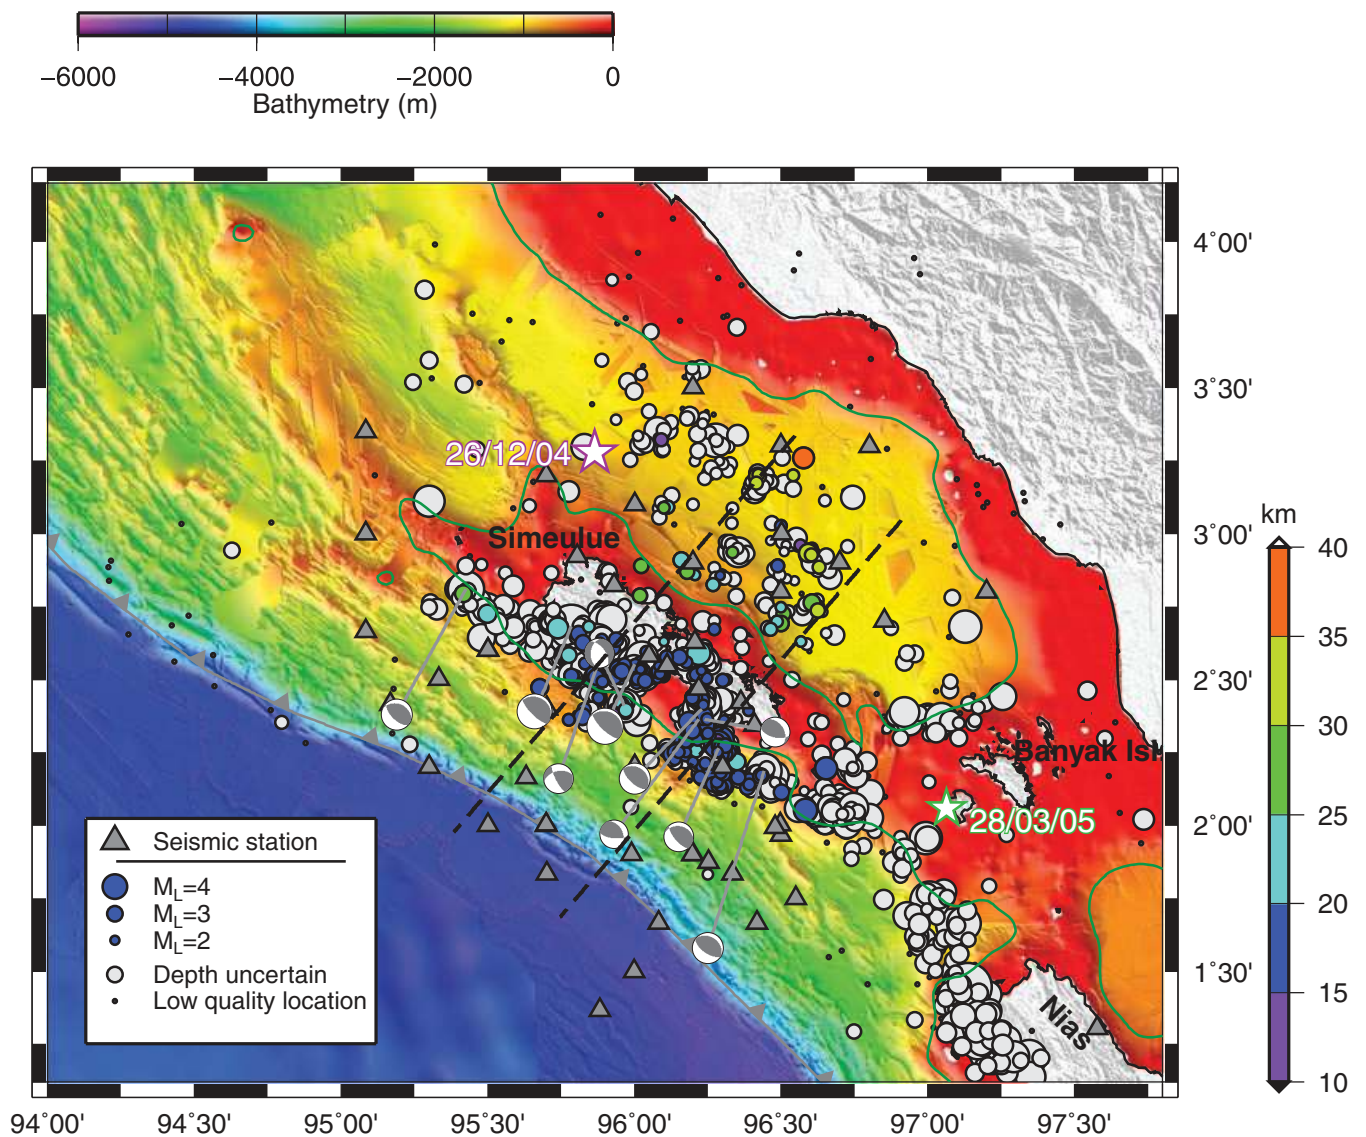 −6000 −4000 −2000 0
Bathymetry (m)
4˚00'
3˚30'
26/12/04
km
40
3˚00'
Simeulue
35
2˚30'
30
Banyak Isl.
28/03/05
25
2˚00'
Seismic station
20
ML=4
ML=3
ML=2
Depth uncertain
1˚30'
Low quality location
15
Nias
10
94˚00' 94˚30' 95˚00' 95˚30' 96˚00' 96˚30' 97˚00' 97˚30'